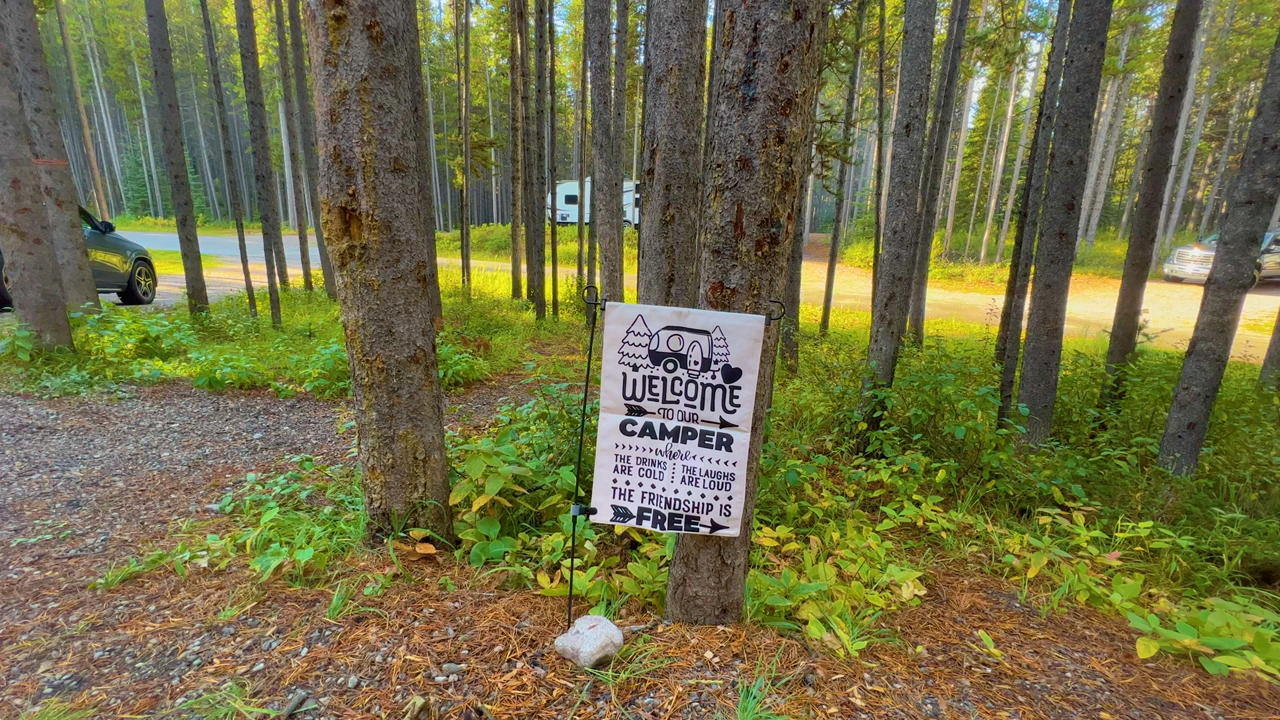 WELCOME
TO OUR
CAMPER
where
THE DRINKS THE LAUGHS
ARE COLD ARE LOUD
THE FRIENDSHIP IS
FREE